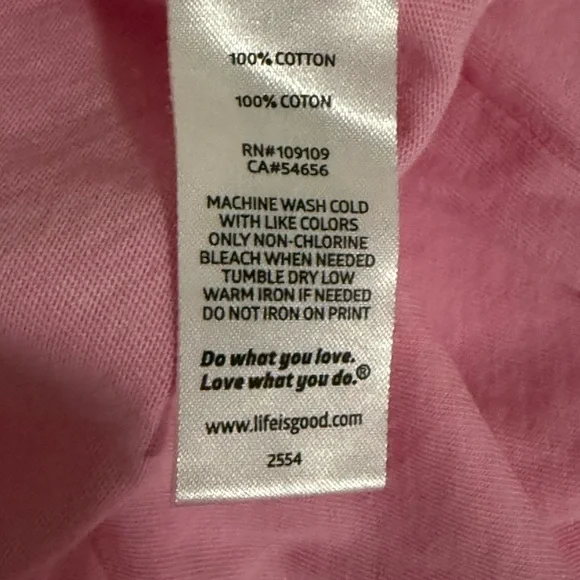 100% COTTON
100% COTON
RN#109109
CA#54656
MACHINE WASH COLD
WITH LIKE COLORS
ONLY NON-CHLORINE
BLEACH WHEN NEEDED
TUMBLE DRY LOW
WARM IRON IF NEEDED
DO NOT IRON ON PRINT
Do what you love.
Love what you do.®
www.lifeisgood.com
2554